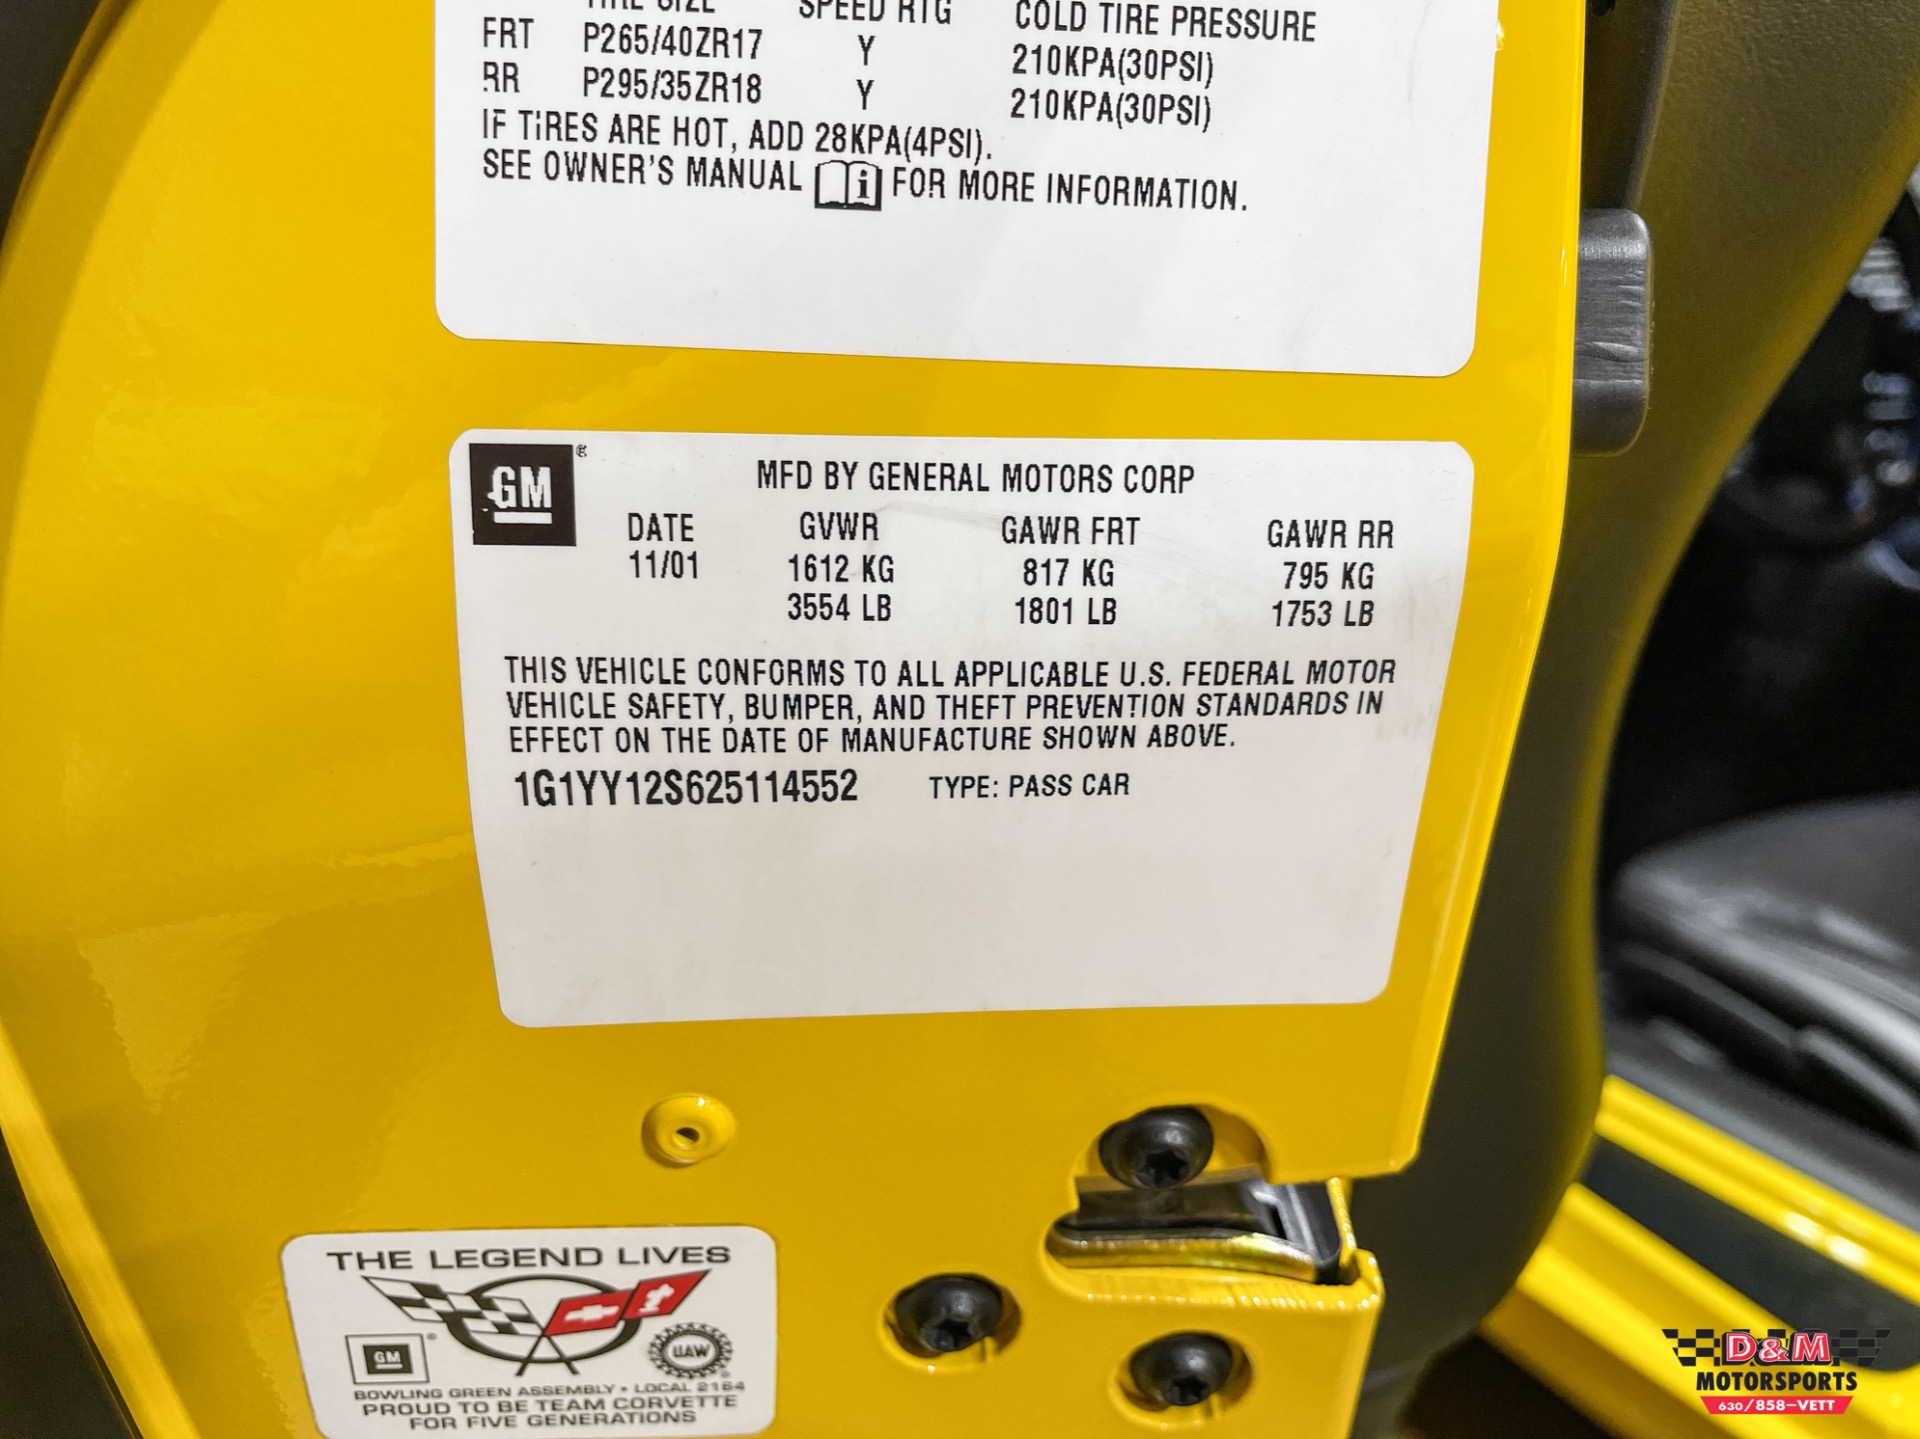 TIRE SIZE SPEED RTG COLD TIRE PRESSURE
FRT P265/40ZR17 Y 210KPA(30PSI)
RR P295/35ZR18 Y 210KPA(30PSI)
IF TIRES ARE HOT, ADD 28KPA(4PSI).
SEE OWNER'S MANUAL i FOR MORE INFORMATION.
GM ®
MFD BY GENERAL MOTORS CORP
DATE GVWR GAWR FRT GAWR RR
11/01 1612 KG 817 KG 795 KG
3554 LB 1801 LB 1753 LB
THIS VEHICLE CONFORMS TO ALL APPLICABLE U.S. FEDERAL MOTOR
VEHICLE SAFETY, BUMPER, AND THEFT PREVENTION STANDARDS IN
EFFECT ON THE DATE OF MANUFACTURE SHOWN ABOVE.
1G1YY12S625114552 TYPE: PASS CAR
THE LEGEND LIVES
GM ® UAW
BOWLING GREEN ASSEMBLY • LOCAL 2164
PROUD TO BE TEAM CORVETTE
FOR FIVE GENERATIONS
D&M
MOTORSPORTS
630/858-VETT